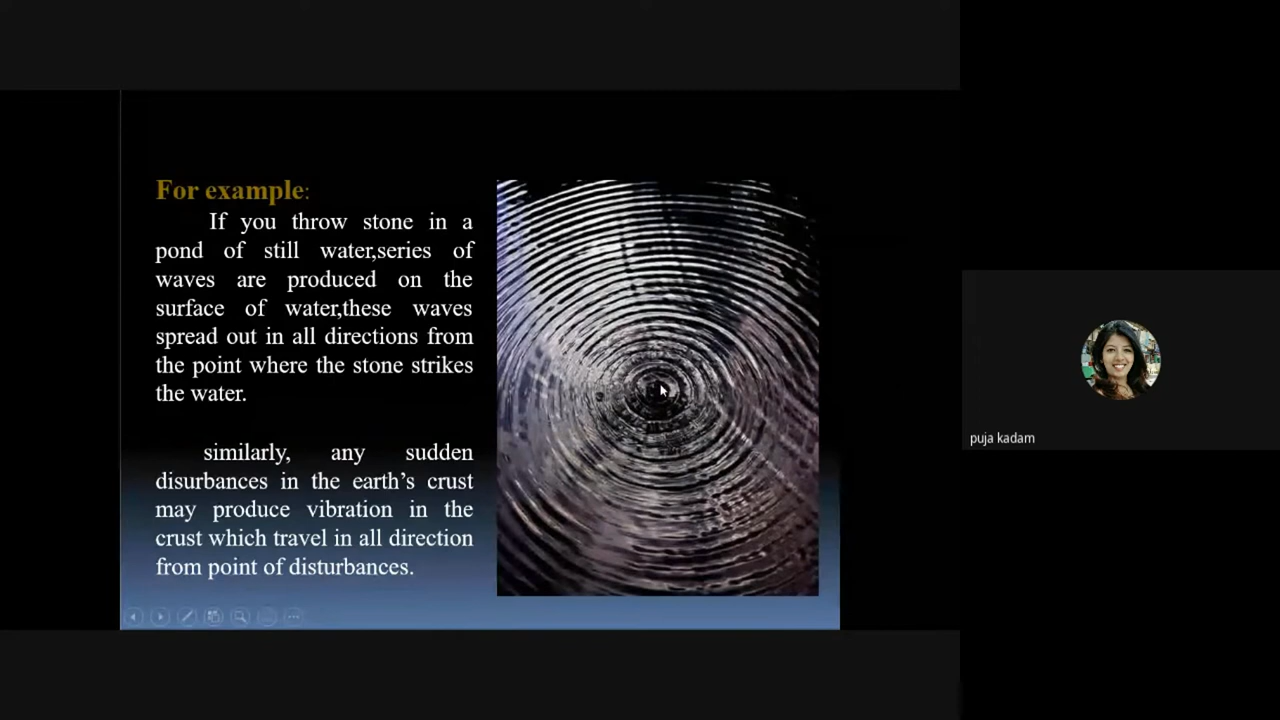 For example:
If you throw stone in a
pond of still water,series of
waves are produced on the
surface of water,these waves
spread out in all directions from
the point where the stone strikes
the water.
similarly, any sudden
disurbances in the earth's crust
may produce vibration in the
crust which travel in all direction
from point of disturbances.
puja kadam